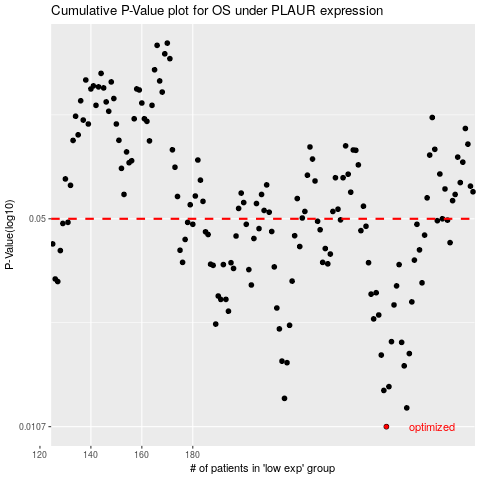 Cumulative P-Value plot for OS under PLAUR expression
P-Value(log10)
0.05
0.0107
optimized
120 140 160 180
# of patients in 'low exp' group